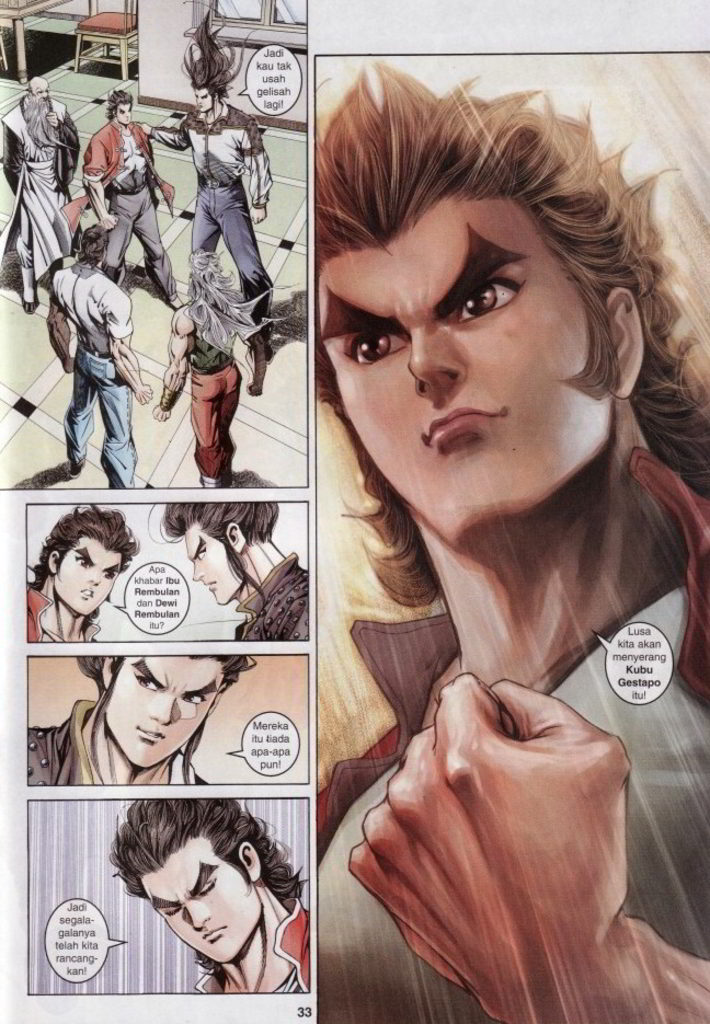 Jadi
kau tak
usah
gelisah
lagi!
Apa
khabar Ibu
Rembulan
dan Dewi
Rembulan
itu?
Mereka
itu tiada
apa-apa
pun!
Jadi
segala-
galanya
telah kita
rancang-
kan!
Lusa
kita akan
menyerang
Kubu
Gestapo
itu!
33